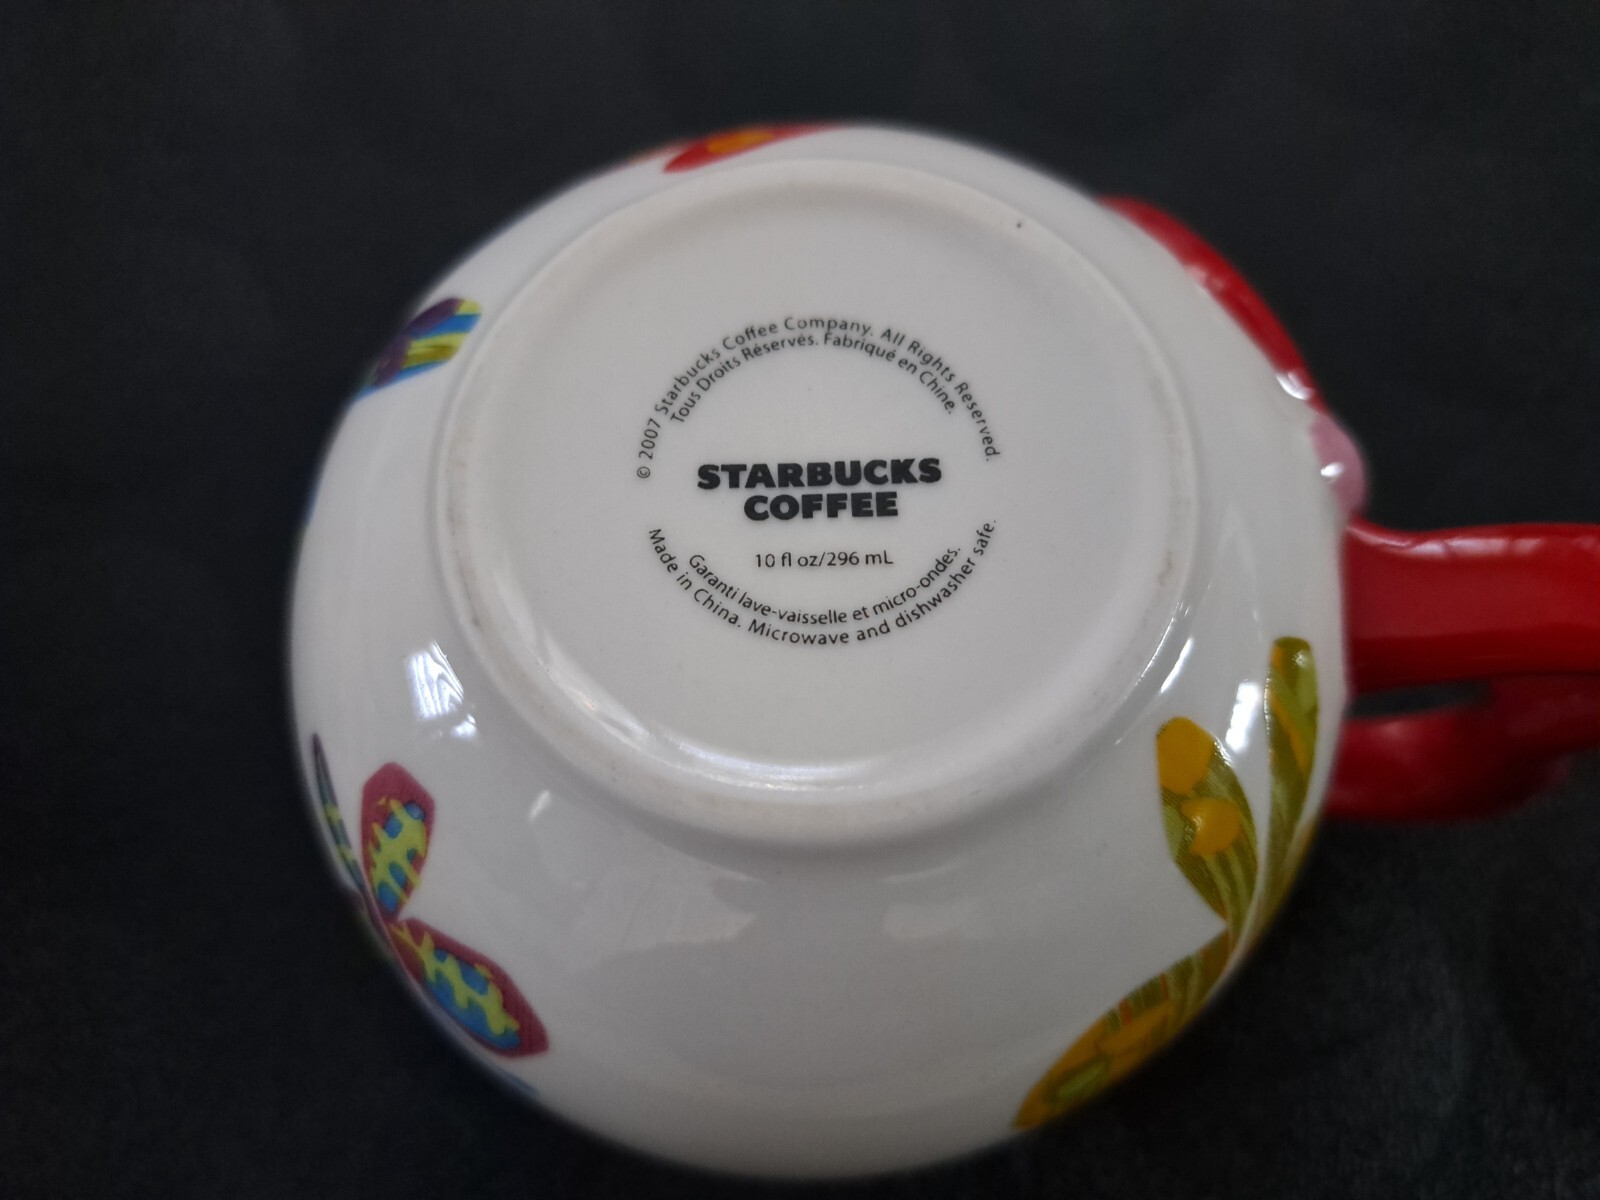 © 2007 Starbucks Coffee Company. All Rights Reserved.
Tous Droits Réservés. Fabriqué en Chine.
STARBUCKS
COFFEE
10 fl oz/296 mL
Garanti lave-vaisselle et micro-ondes.
Made in China. Microwave and dishwasher safe.